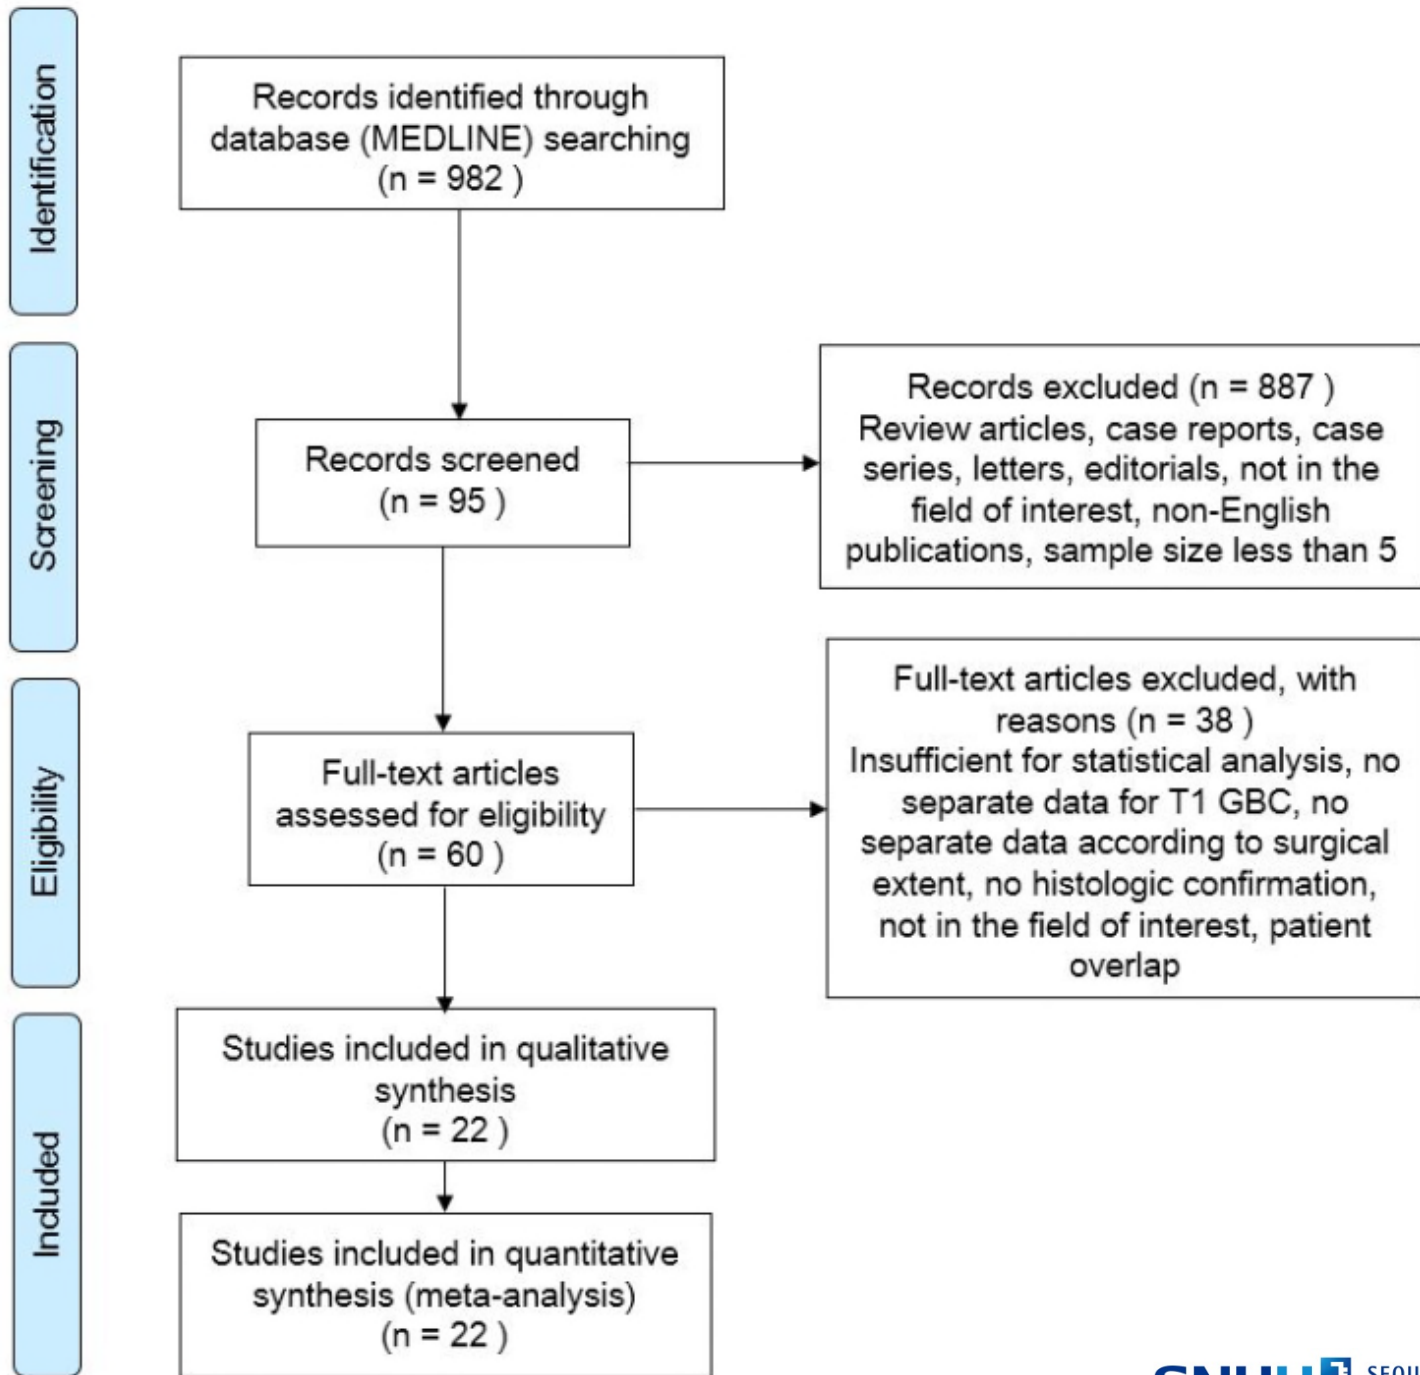 Identification
Records identified through
database (MEDLINE) searching
(n = 982 )
Screening
Records screened
(n = 95 )
Records excluded (n = 887 )
Review articles, case reports, case
series, letters, editorials, not in the
field of interest, non-English
publications, sample size less than 5
Eligibility
Full-text articles
assessed for eligibility
(n = 60 )
Full-text articles excluded, with
reasons (n = 38 )
Insufficient for statistical analysis, no
separate data for T1 GBC, no
separate data according to surgical
extent, no histologic confirmation,
not in the field of interest, patient
overlap
Included
Studies included in qualitative
synthesis
(n = 22 )
Studies included in quantitative
synthesis (meta-analysis)
(n = 22 )